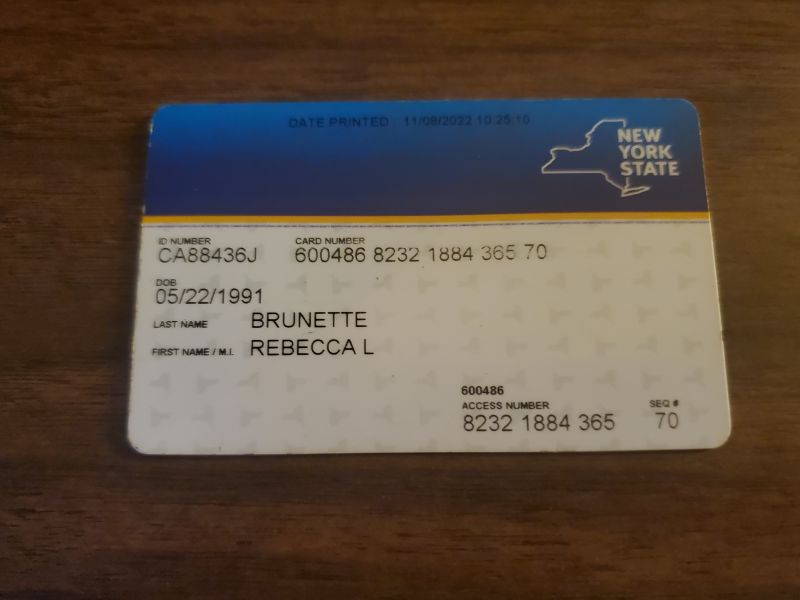 DATE PRINTED 11/08/2022 10:25:10
NEW
YORK
STATE
ID NUMBER CARD NUMBER
CA88436J 600486 8232 1884 365 70
DOB
05/22/1991
LAST NAME BRUNETTE
FIRST NAME / M.I. REBECCA L
600486
ACCESS NUMBER SEQ #
8232 1884 365 70